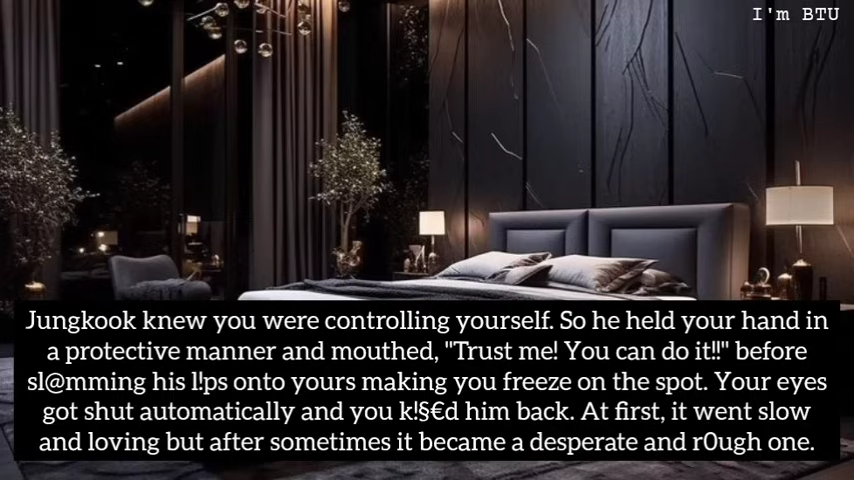 I'm BTU
Jungkook knew you were controlling yourself. So he held your hand in
a protective manner and mouthed, "Trust me! You can do it!!" before
sl@mming his l!ps onto yours making you freeze on the spot. Your eyes
got shut automatically and you k!§€d him back. At first, it went slow
and loving but after sometimes it became a desperate and r0ugh one.